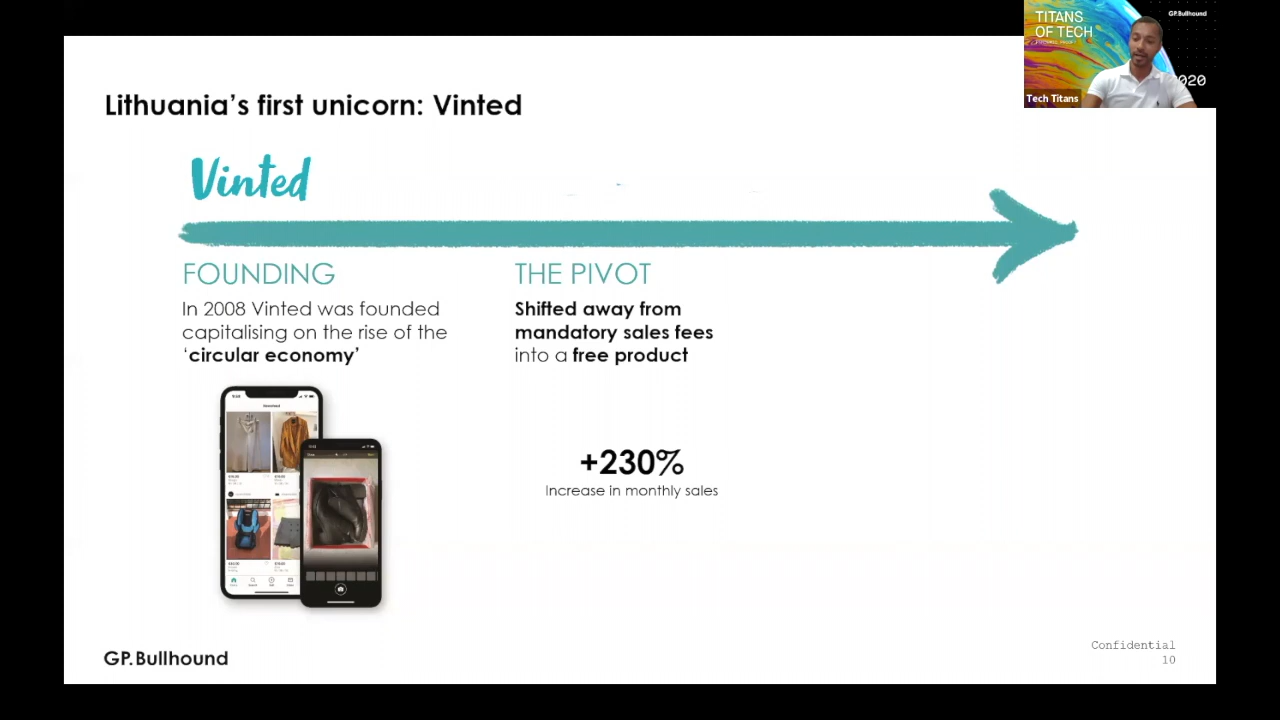 TITANS
OF TECH
GP.Bullhound
2020
Tech Titans
Lithuania's first unicorn: Vinted
Vinted
FOUNDING
In 2008 Vinted was founded
capitalising on the rise of the
'circular economy'
THE PIVOT
Shifted away from
mandatory sales fees
into a free product
+230%
Increase in monthly sales
GP.Bullhound
Confidential
10